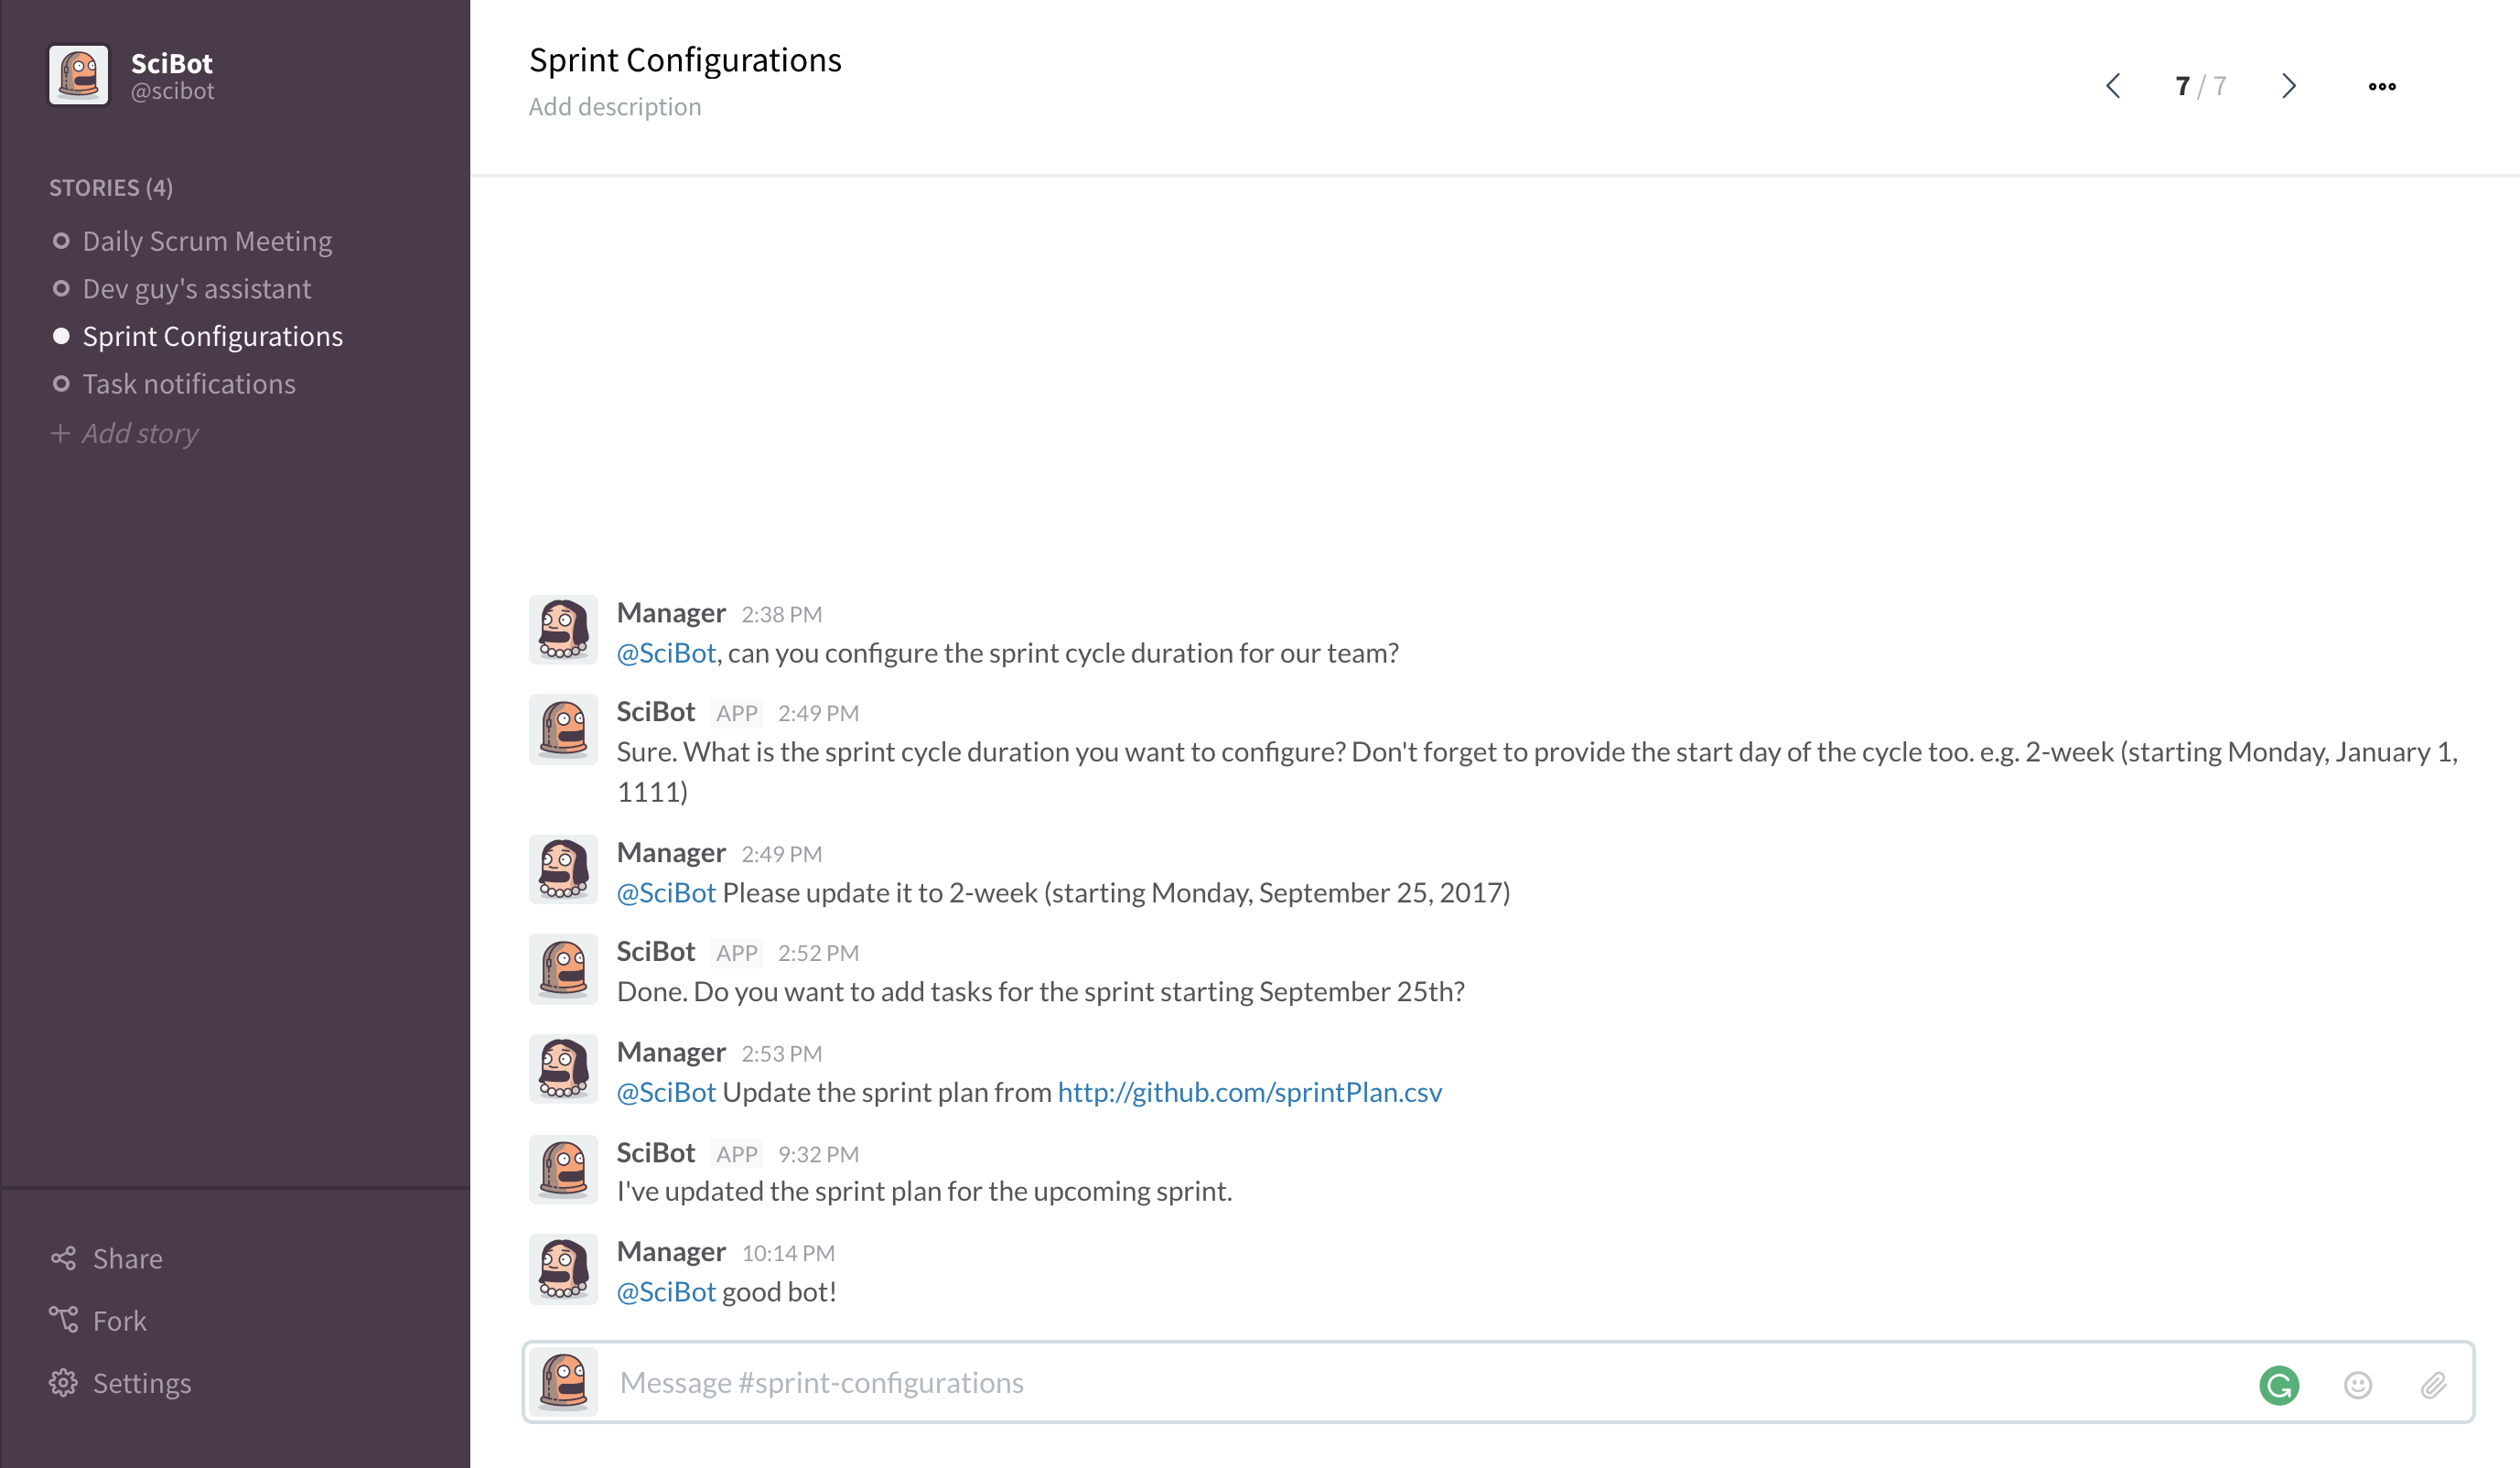 SciBot
@scibot
STORIES (4)
Daily Scrum Meeting
Dev guy's assistant
Sprint Configurations
Task notifications
+ Add story
Share
Fork
Settings
Sprint Configurations
Add description
7 / 7
Manager 2:38 PM
@SciBot, can you configure the sprint cycle duration for our team?
SciBot APP 2:49 PM
Sure. What is the sprint cycle duration you want to configure? Don't forget to provide the start day of the cycle too. e.g. 2-week (starting Monday, January 1,
1111)
Manager 2:49 PM
@SciBot Please update it to 2-week (starting Monday, September 25, 2017)
SciBot APP 2:52 PM
Done. Do you want to add tasks for the sprint starting September 25th?
Manager 2:53 PM
@SciBot Update the sprint plan from http://github.com/sprintPlan.csv
SciBot APP 9:32 PM
I've updated the sprint plan for the upcoming sprint.
Manager 10:14 PM
@SciBot good bot!
Message #sprint-configurations